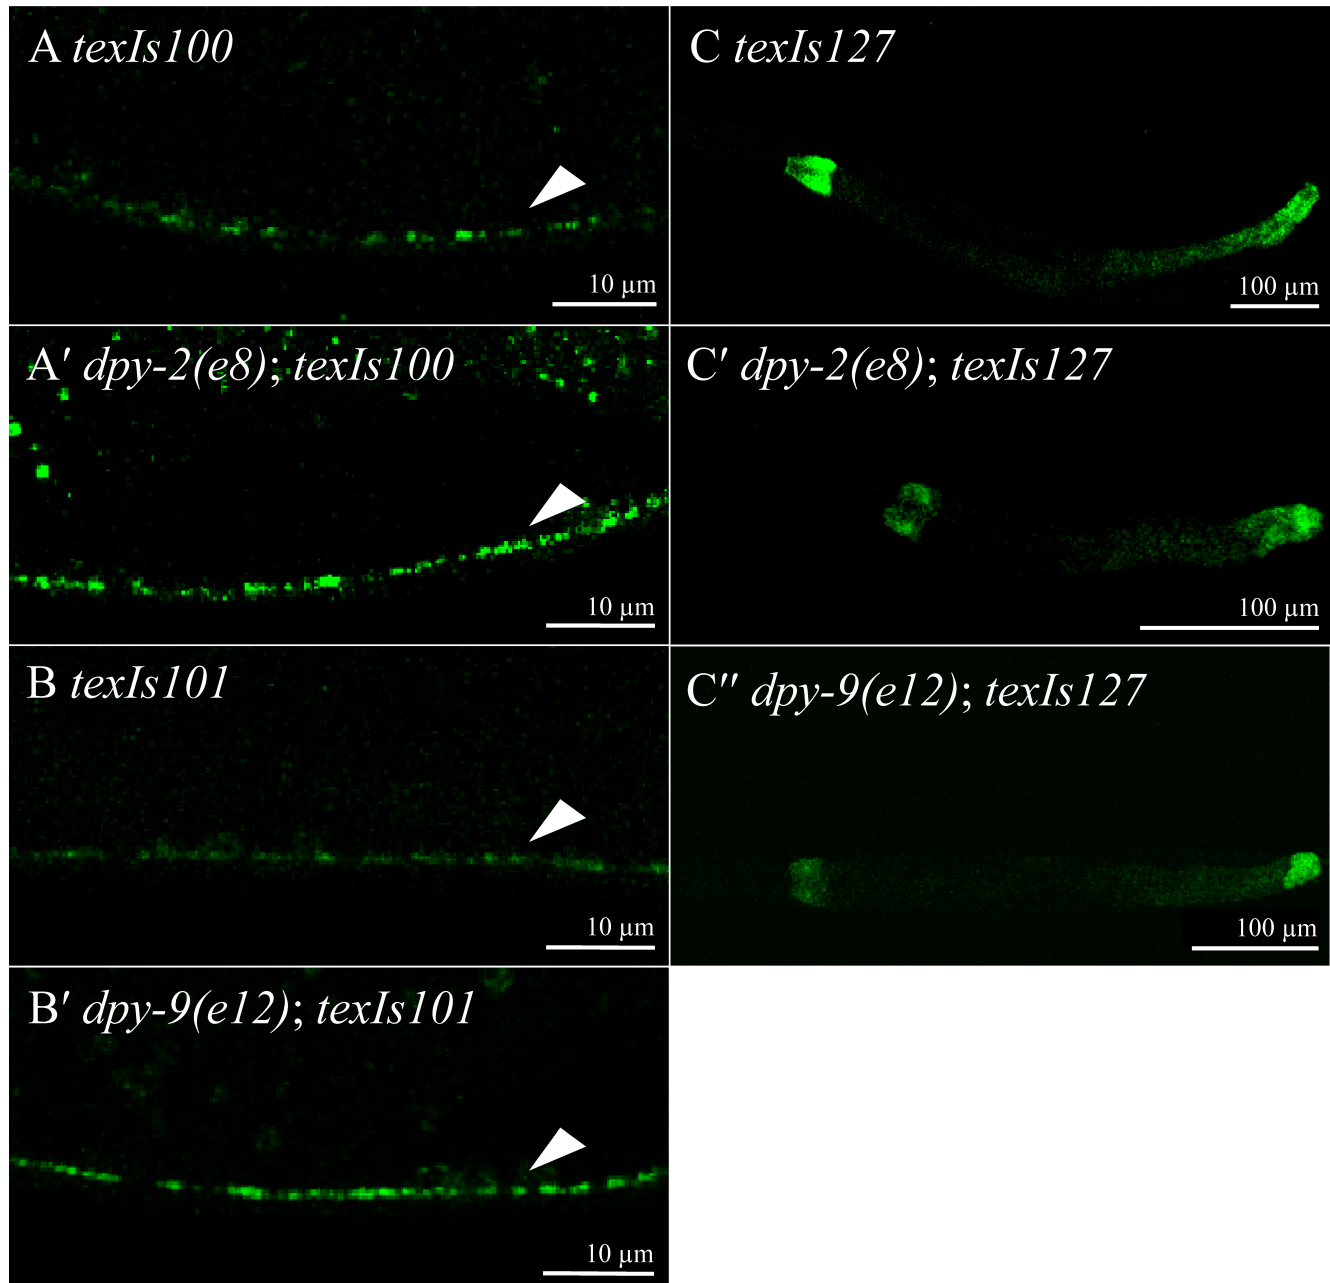 A texIs100
10 µm
A′ dpy-2(e8); texIs100
10 µm
B texIs101
10 µm
B′ dpy-9(e12); texIs101
10 µm
C texIs127
100 µm
C′ dpy-2(e8); texIs127
100 µm
C″ dpy-9(e12); texIs127
100 µm